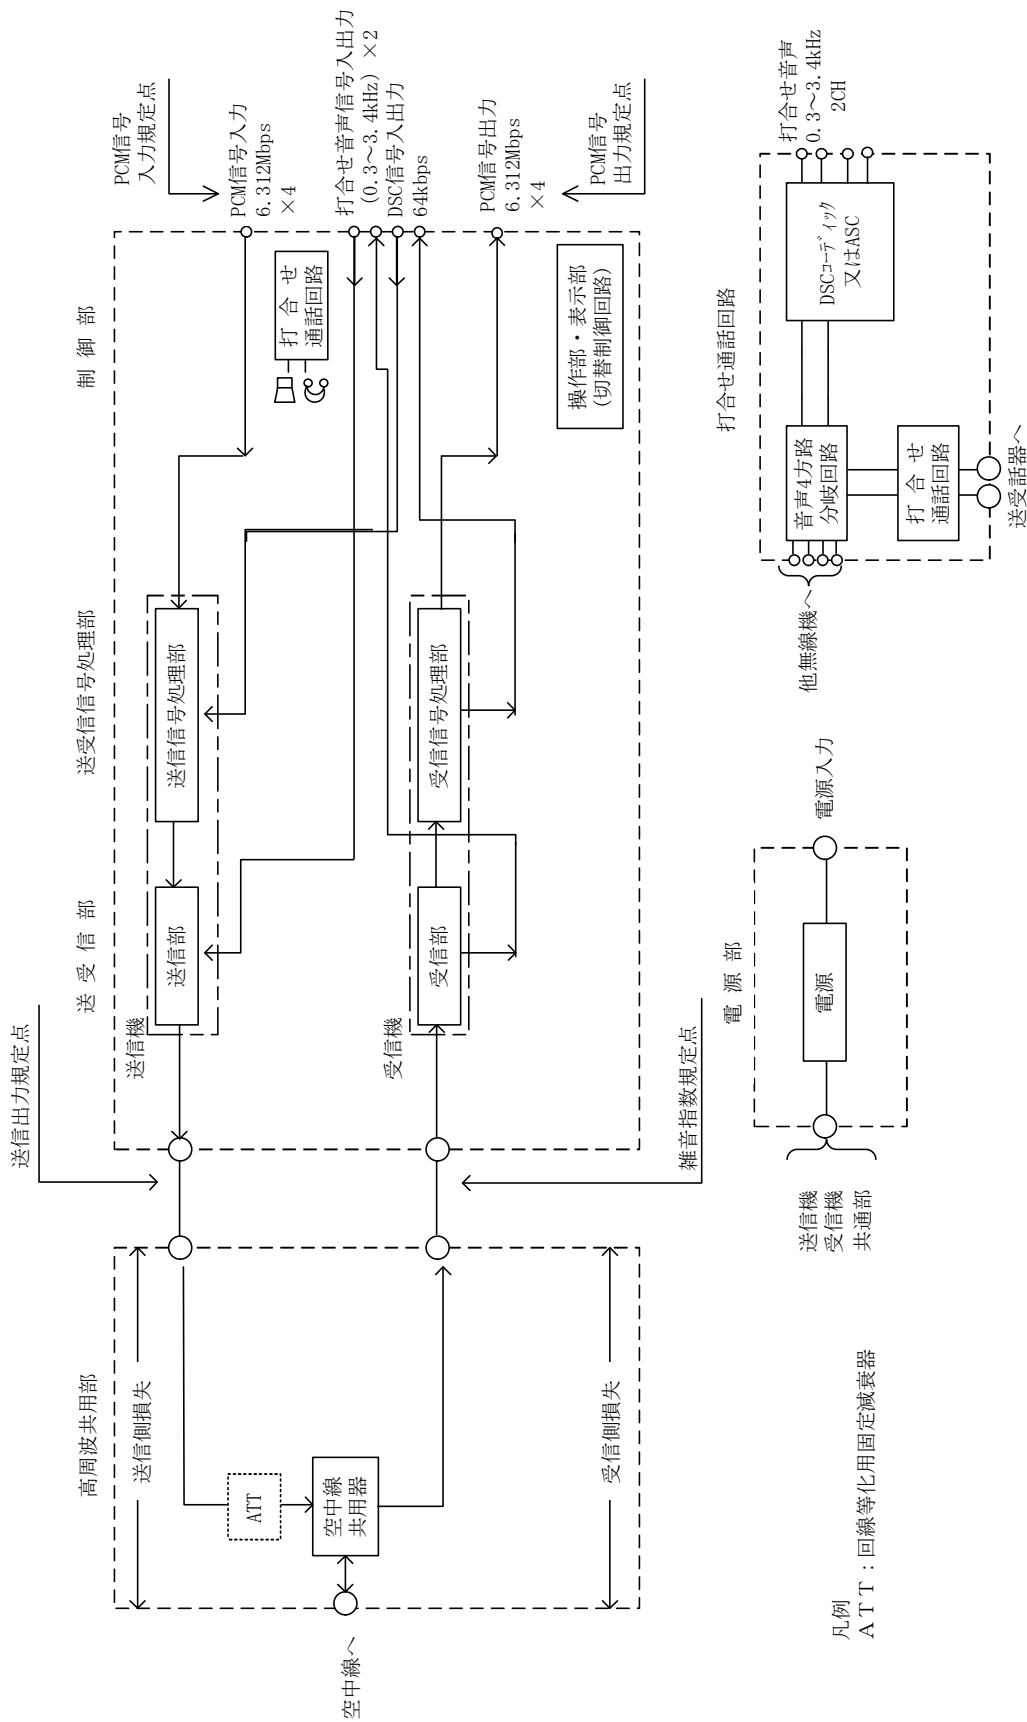 高周波共用部
送信側損失
ATT
空中線
共用器
空中線へ
受信側損失
送信出力規定点
雑音指数規定点
送 受 信 部
送受信信号処理部
制 御 部
送信機
送信部
送信信号処理部
受信機
受信部
受信信号処理部
打 合 せ
通話回路
操作部・表示部
(切替制御回路)
PCM信号
入力規定点
PCM信号入力
6.312Mbps
×4
打合せ音声信号入出力
(0.3～3.4kHz) ×2
DSC信号入出力
64kbps
PCM信号出力
6.312Mbps
×4
PCM信号
出力規定点
電 源 部
送信機
受信機
共通部
電源
電源入力
打合せ通話回路
他無線機へ
音声4方路
分岐回路
打 合 せ
通話回路
送受話器へ
DSCｺｰﾃﾞｨｯｸ
又はASC
打合せ音声
0.3～3.4kHz
2CH
凡例
ＡＴＴ：回線等化用固定減衰器